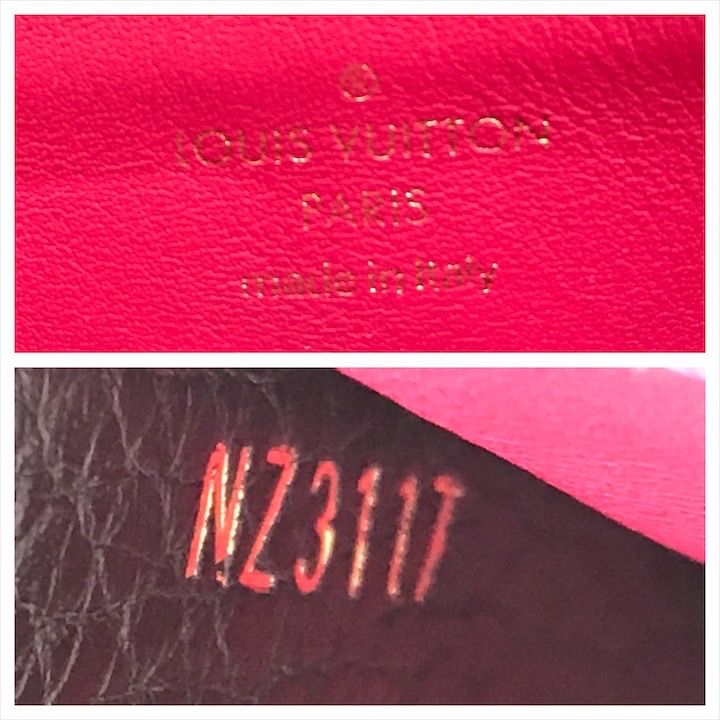 ®
LOUIS VUITTON
PARIS
made in Italy
NZ3117